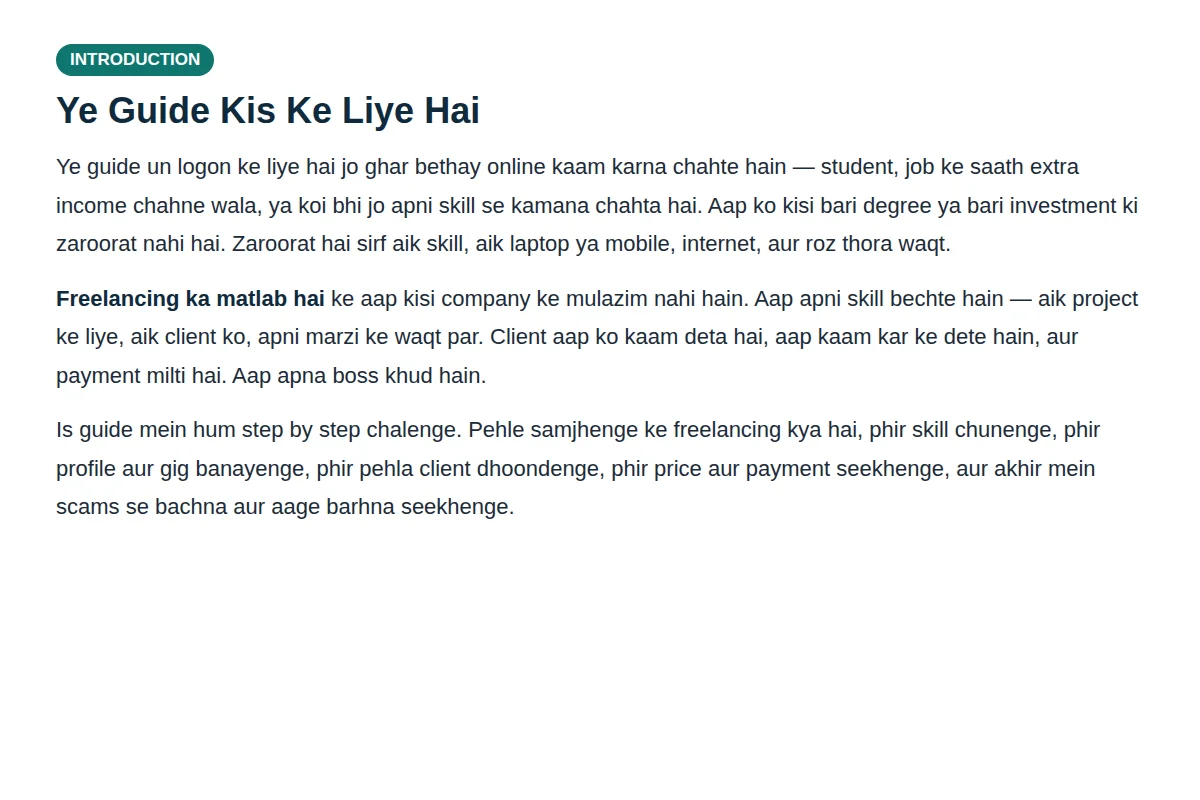 INTRODUCTION
Ye Guide Kis Ke Liye Hai
Ye guide un logon ke liye hai jo ghar bethay online kaam karna chahte hain — student, job ke saath extra
income chahne wala, ya koi bhi jo apni skill se kamana chahta hai. Aap ko kisi bari degree ya bari investment ki
zaroorat nahi hai. Zaroorat hai sirf aik skill, aik laptop ya mobile, internet, aur roz thora waqt.
Freelancing ka matlab hai ke aap kisi company ke mulazim nahi hain. Aap apni skill bechte hain — aik project
ke liye, aik client ko, apni marzi ke waqt par. Client aap ko kaam deta hai, aap kaam kar ke dete hain, aur
payment milti hai. Aap apna boss khud hain.
Is guide mein hum step by step chalenge. Pehle samjhenge ke freelancing kya hai, phir skill chunenge, phir
profile aur gig banayenge, phir pehla client dhoondenge, phir price aur payment seekhenge, aur akhir mein
scams se bachna aur aage barhna seekhenge.